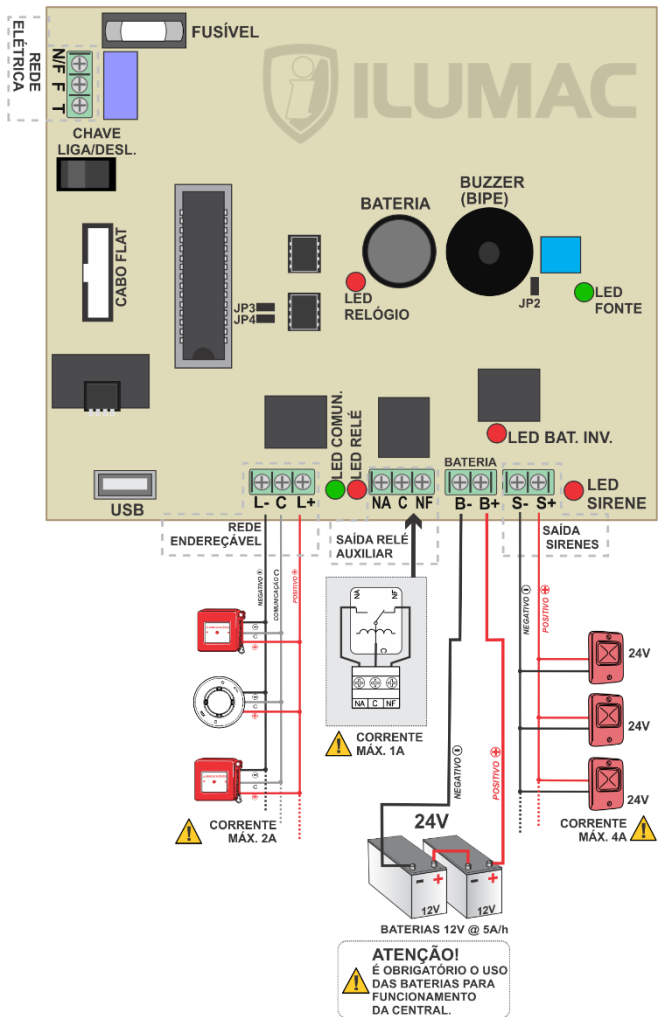 FUSÍVEL
REDE
ELÉTRICA
N/F F T
ILUMAC
CHAVE
LIGA/DESL.
CABO FLAT
BATERIA
BUZZER
(BIPE)
LED
RELÓGIO
JP3
JP4
JP2
LED
FONTE
LED COMUN.
LED RELÉ
LED BAT. INV.
USB
L- C L+
NA C NF
BATERIA
B- B+
S- S+
LED
SIRENE
REDE
ENDEREÇÁVEL
SAÍDA RELÉ
AUXILIAR
SAÍDA
SIRENES
NEGATIVO
COMUNICAÇÃO C
POSITIVO
C
C
C
NA
NF
C
NA C NF
CORRENTE
MÁX. 1A
NEGATIVO
POSITIVO
NEGATIVO
POSITIVO
24V
24V
24V
CORRENTE
MÁX. 2A
CORRENTE
MÁX. 4A
24V
- +
- +
12V
12V
BATERIAS 12V @ 5A/h
ATENÇÃO!
É OBRIGATÓRIO O USO
DAS BATERIAS PARA
FUNCIONAMENTO
DA CENTRAL.